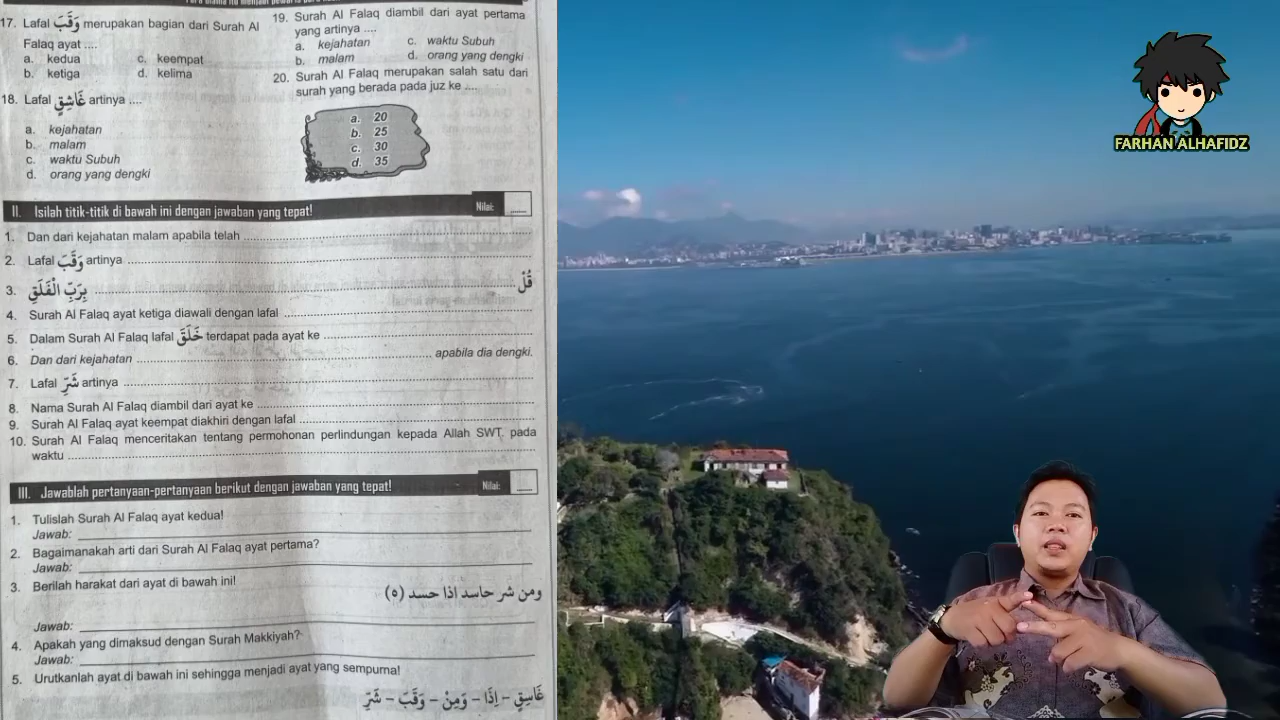 17. Lafal وَقَبَ merupakan bagian dari Surah Al
Falaq ayat ....
a. kedua c. keempat
b. ketiga d. kelima
18. Lafal غَاسِقٍ artinya ....
a. kejahatan
b. malam
c. waktu Subuh
d. orang yang dengki
19. Surah Al Falaq diambil dari ayat pertama
yang artinya ....
a. kejahatan c. waktu Subuh
b. malam d. orang yang dengki
20. Surah Al Falaq merupakan salah satu dari
surah yang berada pada juz ke ....
a. 20
b. 25
c. 30
d. 35
II. Isilah titik-titik di bawah ini dengan jawaban yang tepat!
Nilai: ......
1. Dan dari kejahatan malam apabila telah ....
2. Lafal وَقَبَ artinya ....
3. قُلْ .... بِرَبِّ الْفَلَقِ
4. Surah Al Falaq ayat ketiga diawali dengan lafal ....
5. Dalam Surah Al Falaq lafal خَلَقَ terdapat pada ayat ke ....
6. Dan dari kejahatan .... apabila dia dengki.
7. Lafal شَرِّ artinya ....
8. Nama Surah Al Falaq diambil dari ayat ke ....
9. Surah Al Falaq ayat keempat diakhiri dengan lafal ....
10. Surah Al Falaq menceritakan tentang permohonan perlindungan kepada Allah SWT. pada
waktu ....
III. Jawablah pertanyaan-pertanyaan berikut dengan jawaban yang tepat!
Nilai:
1. Tulislah Surah Al Falaq ayat kedua!
Jawab:
2. Bagaimanakah arti dari Surah Al Falaq ayat pertama?
Jawab:
3. Berilah harakat dari ayat di bawah ini!
ومن شر حاسد اذا حسد (٥)
Jawab:
4. Apakah yang dimaksud dengan Surah Makkiyah?
Jawab:
5. Urutkanlah ayat di bawah ini sehingga menjadi ayat yang sempurna!
غَاسِقٍ – اِذَا – وَمِنْ – وَقَبَ – شَرِّ
FARHAN ALHAFIDZ